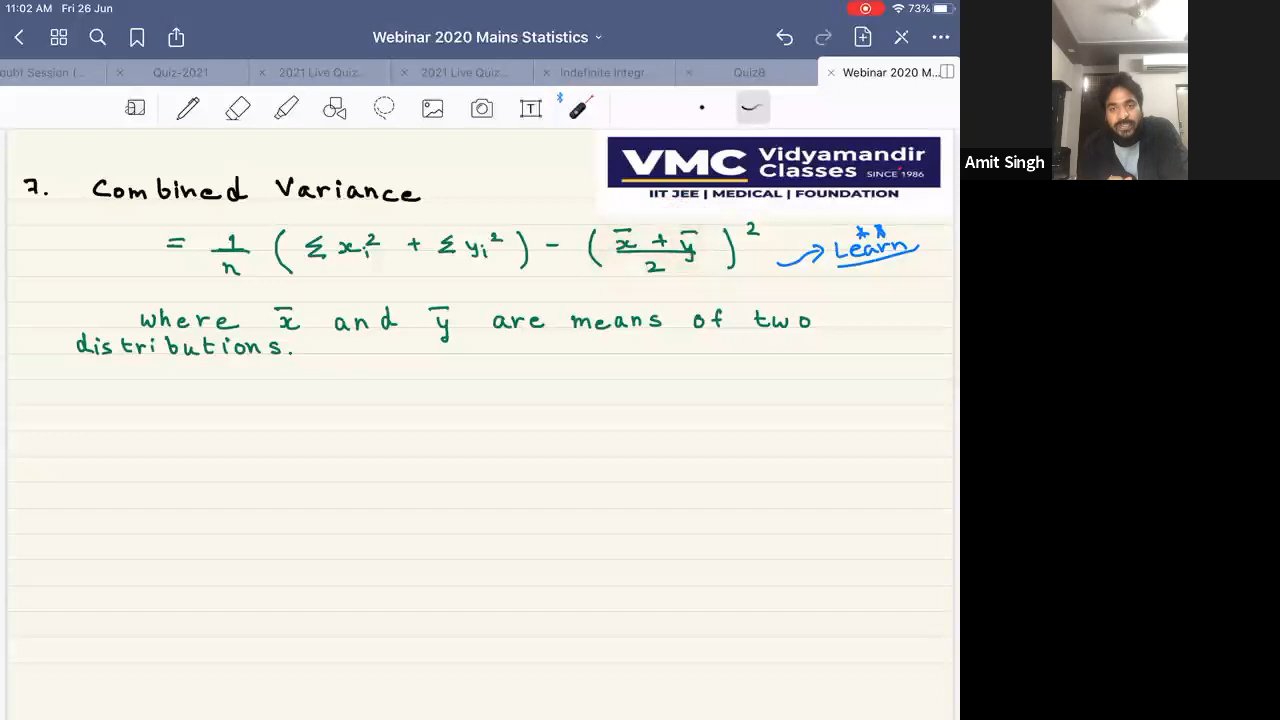 11:02 AM Fri 26 Jun
73%
Webinar 2020 Mains Statistics
oubt Session (...
Quiz-2021
2021 Live Quiz...
2021 Live Quiz...
Indefinite Integr...
Quiz8
Webinar 2020 M...
VMC Vidyamandir Classes SINCE 1986
IIT JEE | MEDICAL | FOUNDATION
Amit Singh
7. Combined Variance
= 1/n ( Σ xi² + Σ yi² ) - ( (x̄ + ȳ)/2 )² → Learn
where x̄ and ȳ are means of two
distributions.